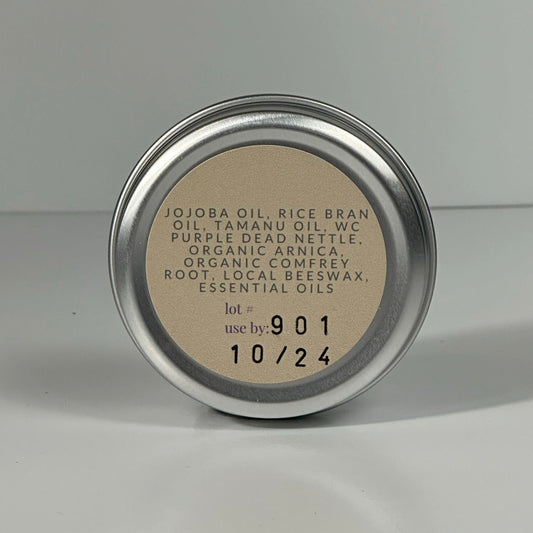 JOJOBA OIL, RICE BRAN
OIL, TAMANU OIL, WC
PURPLE DEAD NETTLE,
ORGANIC ARNICA,
ORGANIC COMFREY
ROOT, LOCAL BEESWAX,
ESSENTIAL OILS
lot #
use by: 901
10/24